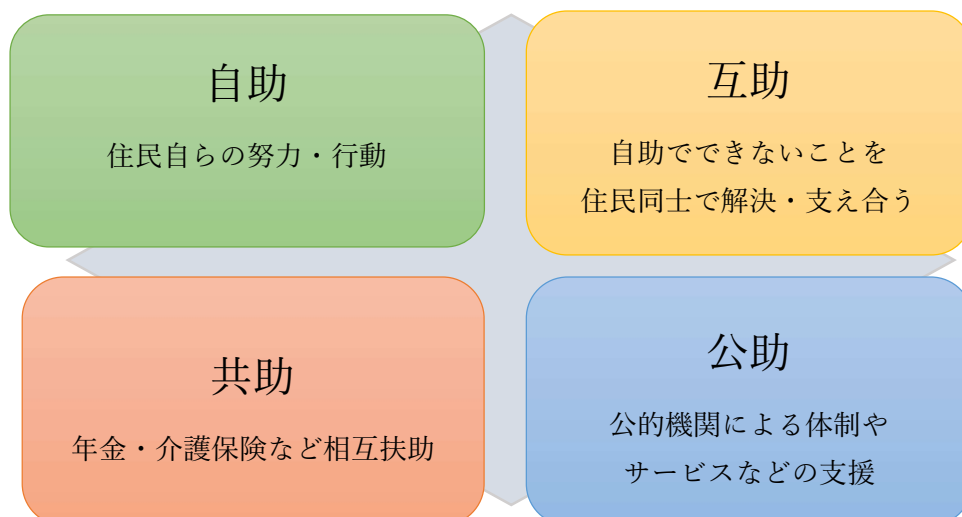 自助
住民自らの努力・行動
互助
自助でできないことを
住民同士で解決・支え合う
共助
年金・介護保険など相互扶助
公助
公的機関による体制や
サービスなどの支援